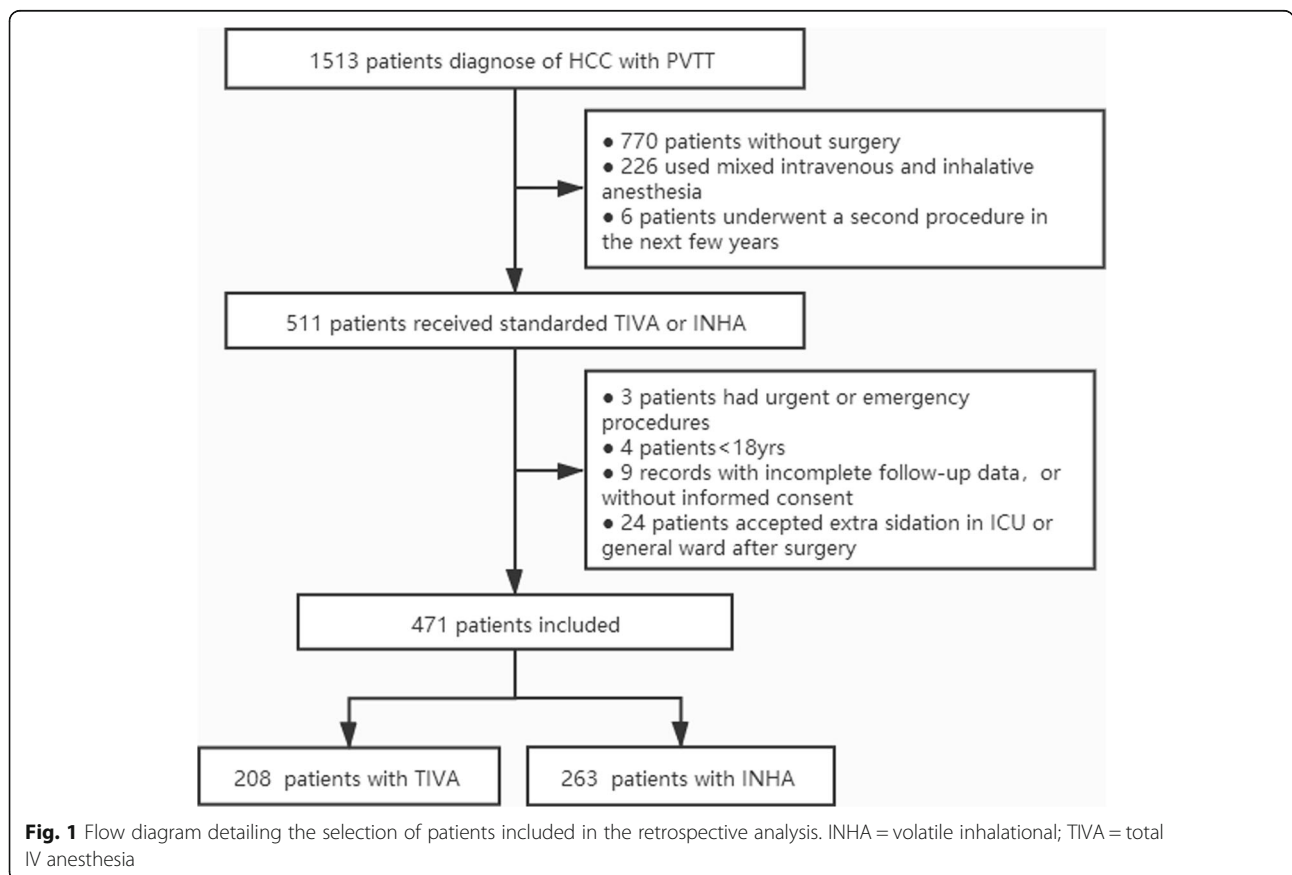 1513 patients diagnose of HCC with PVTT
● 770 patients without surgery
● 226 used mixed intravenous and inhalative
anesthesia
● 6 patients underwent a second procedure in
the next few years
511 patients received standarded TIVA or INHA
● 3 patients had urgent or emergency
procedures
● 4 patients<18yrs
● 9 records with incomplete follow-up data, or
without informed consent
● 24 patients accepted extra sidation in ICU or
general ward after surgery
471 patients included
208 patients with TIVA
263 patients with INHA
Fig. 1 Flow diagram detailing the selection of patients included in the retrospective analysis. INHA = volatile inhalational; TIVA = total
IV anesthesia